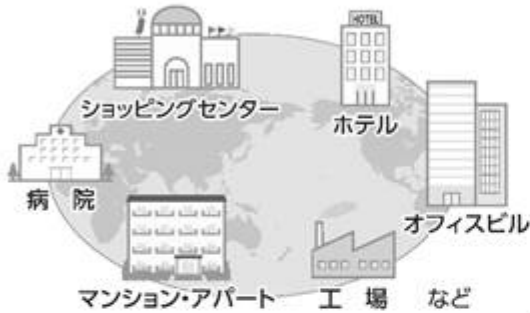 HOTEL
ショッピングセンター
ホテル
病 院
オフィスビル
マンション・アパート
工 場 など